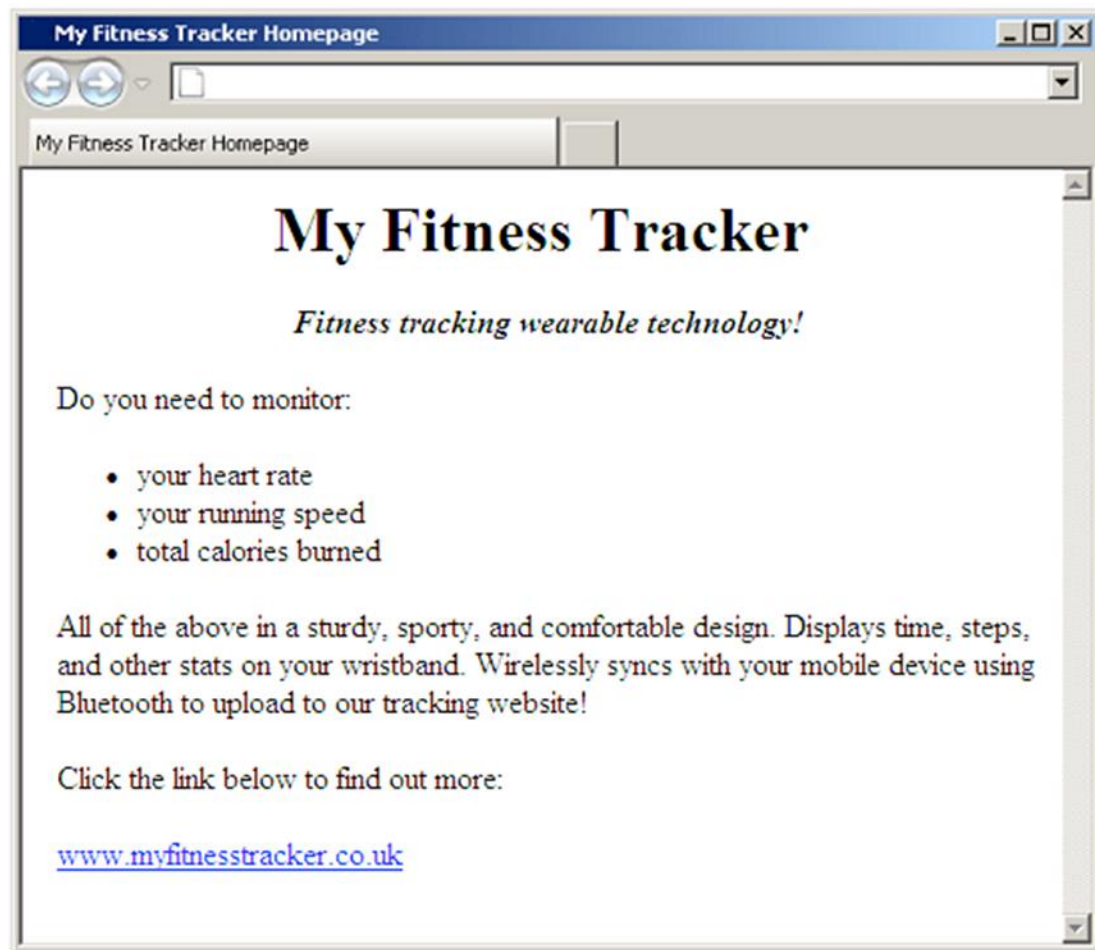 My Fitness Tracker Homepage
My Fitness Tracker Homepage
My Fitness Tracker
Fitness tracking wearable technology!
Do you need to monitor:
• your heart rate
• your running speed
• total calories burned
All of the above in a sturdy, sporty, and comfortable design. Displays time, steps,
and other stats on your wristband. Wirelessly syncs with your mobile device using
Bluetooth to upload to our tracking website!
Click the link below to find out more:
www.myfitnesstracker.co.uk